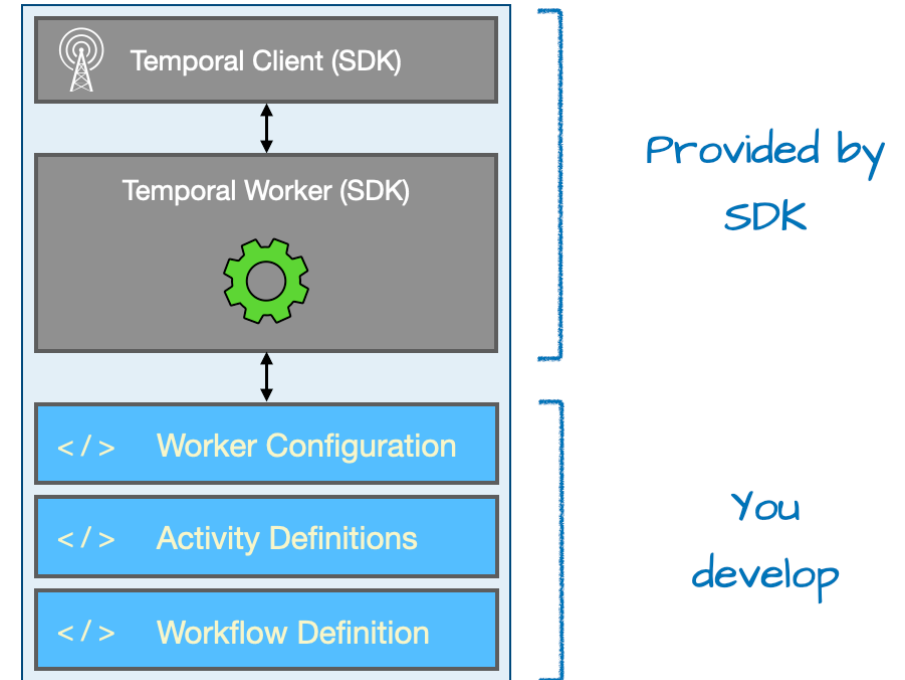 Temporal Client (SDK)
Temporal Worker (SDK)
Provided by
SDK
</> Worker Configuration
</> Activity Definitions
</> Workflow Definition
You
develop